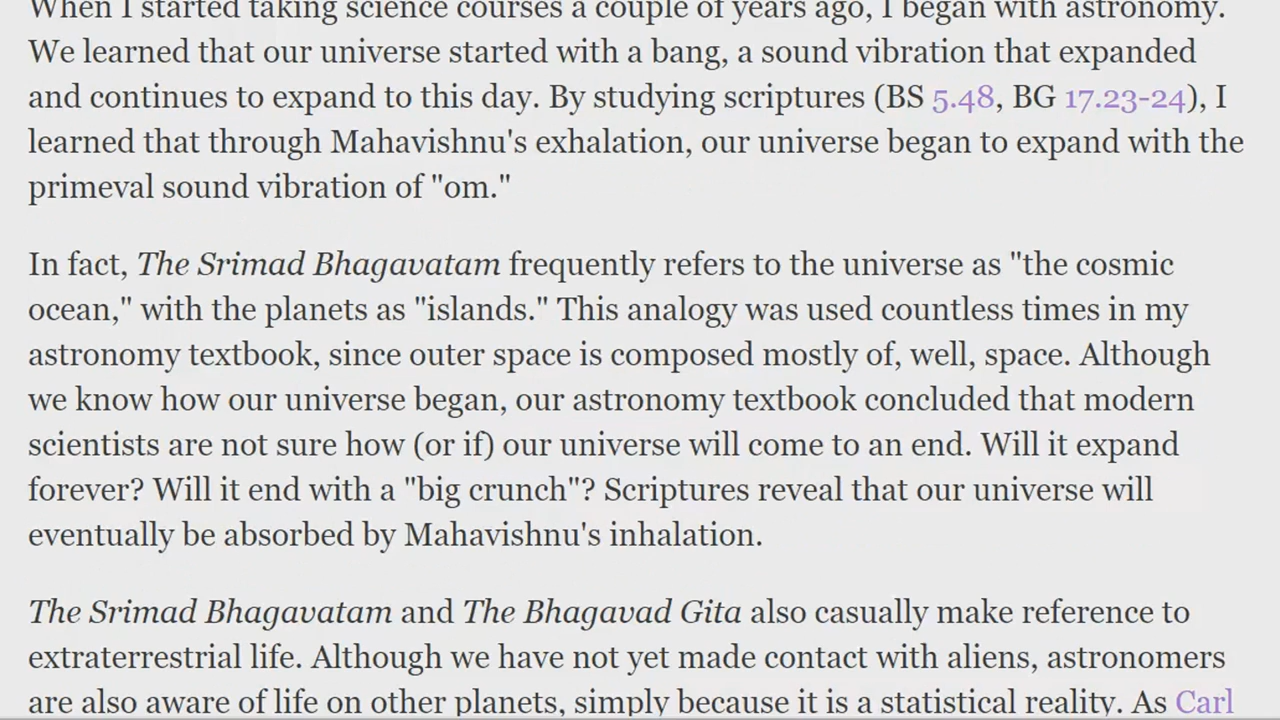 When I started taking science courses a couple of years ago, I began with astronomy.
We learned that our universe started with a bang, a sound vibration that expanded
and continues to expand to this day. By studying scriptures (BS 5.48, BG 17.23-24), I
learned that through Mahavishnu's exhalation, our universe began to expand with the
primeval sound vibration of "om."
In fact, The Srimad Bhagavatam frequently refers to the universe as "the cosmic
ocean," with the planets as "islands." This analogy was used countless times in my
astronomy textbook, since outer space is composed mostly of, well, space. Although
we know how our universe began, our astronomy textbook concluded that modern
scientists are not sure how (or if) our universe will come to an end. Will it expand
forever? Will it end with a "big crunch"? Scriptures reveal that our universe will
eventually be absorbed by Mahavishnu's inhalation.
The Srimad Bhagavatam and The Bhagavad Gita also casually make reference to
extraterrestrial life. Although we have not yet made contact with aliens, astronomers
are also aware of life on other planets, simply because it is a statistical reality. As Carl